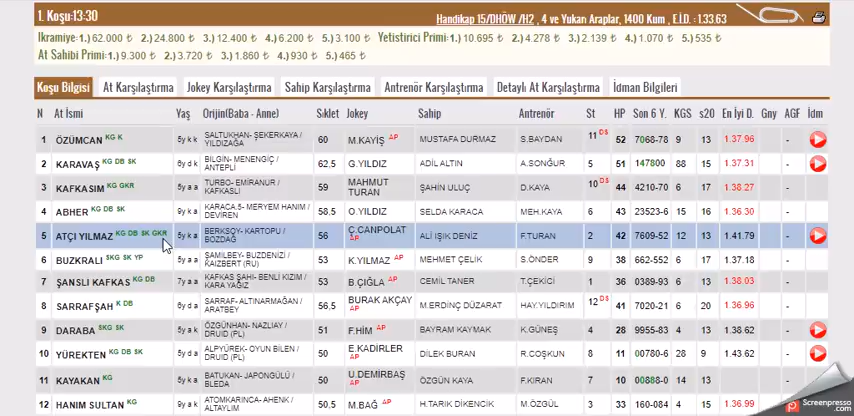 1. Koşu:13:30
Handikap 15/DHÖW /H2 , 4 ve Yukarı Araplar, 1400 Kum , E.İ.D. : 1.33.63
Ikramiye: 1.) 62.000 ₺ 2.) 24.800 ₺ 3.) 12.400 ₺ 4.) 6.200 ₺ 5.) 3.100 ₺ Yetistirici Primi: 1.) 10.695 ₺ 2.) 4.278 ₺ 3.) 2.139 ₺ 4.) 1.070 ₺ 5.) 535 ₺
At Sahibi Primi: 1.) 9.300 ₺ 2.) 3.720 ₺ 3.) 1.860 ₺ 4.) 930 ₺ 5.) 465 ₺
Koşu Bilgisi At Karşılaştırma Jokey Karşılaştırma Sahip Karşılaştırma Antrenör Karşılaştırma Detaylı At Karşılaştırma İdman Bilgileri
N At İsmi Yaş Orijin(Baba - Anne) Sıklet Jokey Sahip Antrenör St HP Son 6 Y. KGS s20 En İyi D. Gny AGF İdm
1 ÖZÜMCAN KG K 5y k k SALTUKHAN- ŞEKERKAYA / YILDIZAĞA 60 M.KAYİŞ AP MUSTAFA DURMAZ S.BAYDAN 11 DS 52 7068-78 9 13 1.37.96 -
2 KARAVAŞ KG DB SK 6y d k BİLGİN- MENENGİÇ / ANTEPLİ 62,5 G.YILDIZ ADİL ALTIN A.SONĞUR 5 51 147800 88 15 1.37.31 -
3 KAFKASIM KG GKR 5y a a TURBO- EMİRANUR / KAFKASLI 59 MAHMUT TURAN ŞAHİN ULUÇ D.KAYA 10 DS 44 4210-70 6 17 1.38.27 -
4 ABHER KG DB SK 9y k a KARACA.5- MERYEM HANIM / DEVİREN 58,5 O.YILDIZ SELDA KARACA MEH.KAYA 6 43 23523-6 15 16 1.36.30 -
5 ATÇI YILMAZ KG DB SK GKR 5y k a BERKSOY- KARTOPU / BOZDAĞ 56 Ç.CANPOLAT AP ALİ IŞIK DENİZ F.TURAN 2 42 7609-52 12 13 1.41.79 -
6 BUZKRALI SKG SK YP 5y a a ŞAMİLBEY- BUZDENİZİ / KAIZBERT (RU) 53 K.YILMAZ AP MEHMET ÇELİK S.ÖNDER 9 38 662-552 6 17 1.37.18 -
7 ŞANSLI KAFKAS KG DB 7y a a KAFKAS ŞAHI- BENLİ KIZIM / KARA YAĞIZ 53 B.ÇIĞLA AP CEMİL TANER T.ÇEKİCİ 1 36 0389-93 6 13 1.38.03 -
8 SARRAFŞAH K DB 6y d a SARRAF- ALTINARMAĞAN / ARATBEY 56,5 BURAK AKÇAY AP M.ERDİNÇ DÜZARAT HAY.YILDIRIM 12 DS 41 7020-21 6 20 1.36.96 -
9 DARABA SKG SK 6y a k ÖZGÜNHAN- NAZLIAY / DRUID (PL) 51 F.HİM AP BAYRAM KAYMAK K.GÜNEŞ 4 28 9955-83 4 13 1.38.62 -
10 YÜREKTEN KG DB SK 5y d a ALPYÜREK- OYUN BİLEN / DRUID (PL) 50 E.KADİRLER AP DİLEK BURAN R.COŞKUN 8 11 00780-6 28 9 1.43.62 -
11 KAYAKAN KG 5y k a BATUKAN- JAPONGÜLÜ / BLEDA 50 U.DEMİRBAŞ AP ÖZGÜN KAYA F.KIRAN 7 10 00888-0 14 13 -
12 HANIM SULTAN KG 9y a k ATOMKARINCA- AHENK / ALTAYLIM 50,5 M.BAĞ AP H.TARIK DİKENCİK M.ÖZGÜL 3 33 160-084 4 15 1.36.99 -
Screenpresso
.com